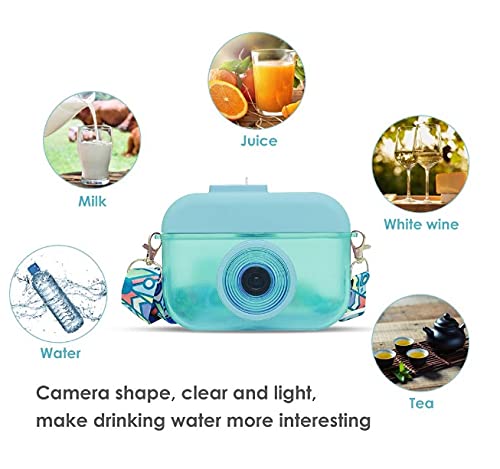 Juice
Milk
White wine
Water
Tea
Camera shape, clear and light,
make drinking water more interesting